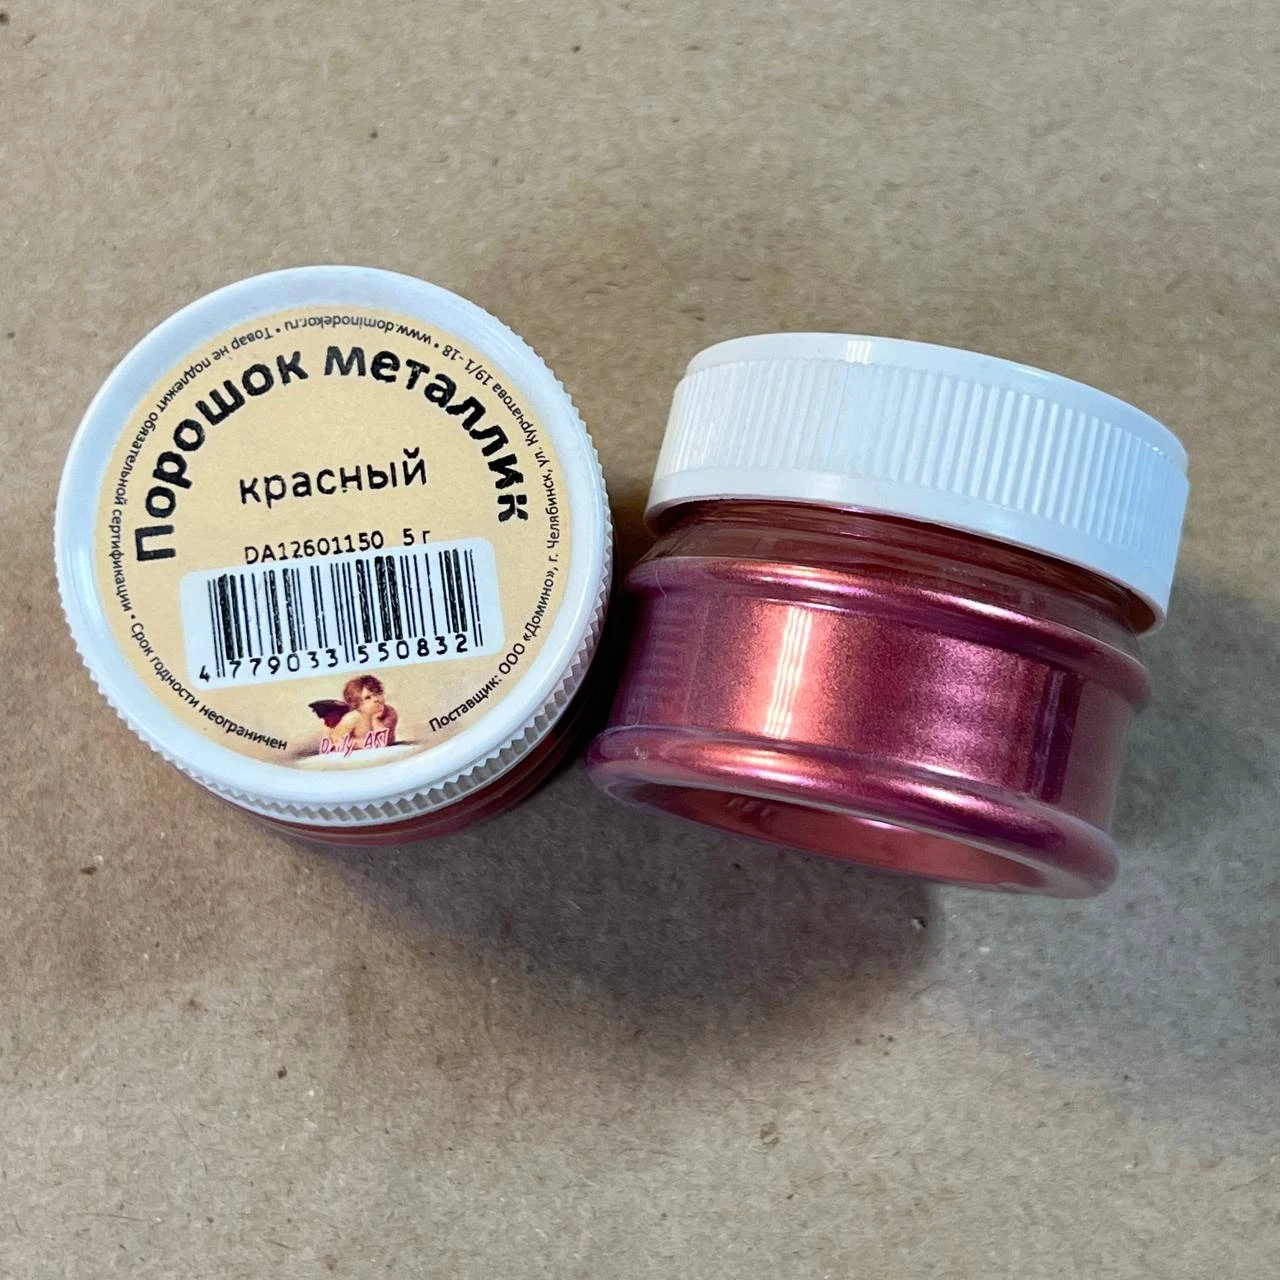 Порошок металлик
красный
DA12601150 5 г
4 779033 550832
Daily ART
Поставщик: ООО «Домино», г. Челябинск, ул. Курчатова 19/1-18 • www.dominodekor.ru • Товар не подлежит обязательной сертификации • Срок годности неограничен